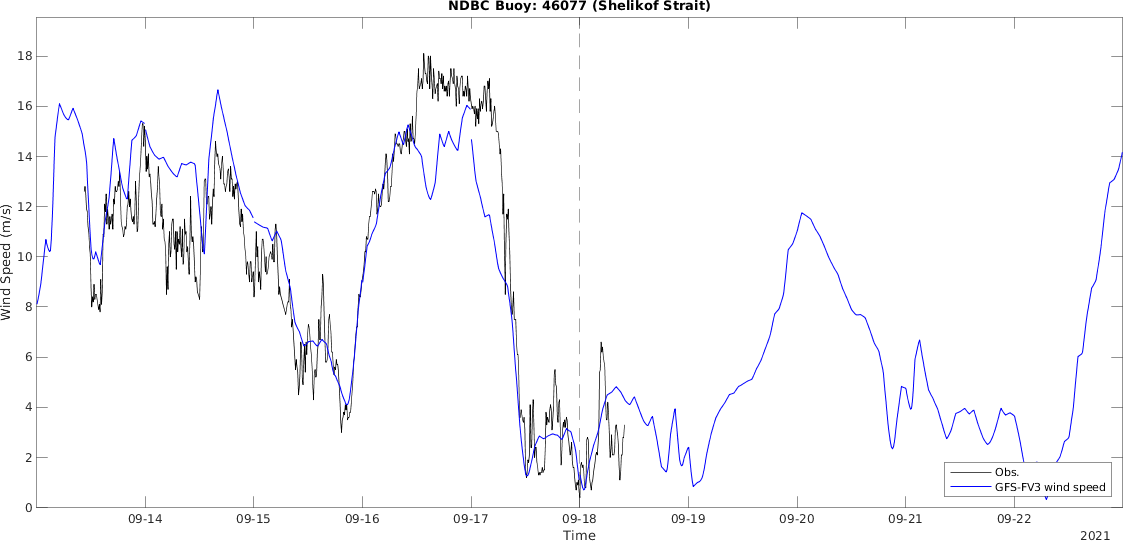 NDBC Buoy: 46077 (Shelikof Strait)
Wind Speed (m/s)
18
16
14
12
10
8
6
4
2
0
Obs.
GFS-FV3 wind speed
09-14 09-15 09-16 09-17 09-18 09-19 09-20 09-21 09-22
Time
2021